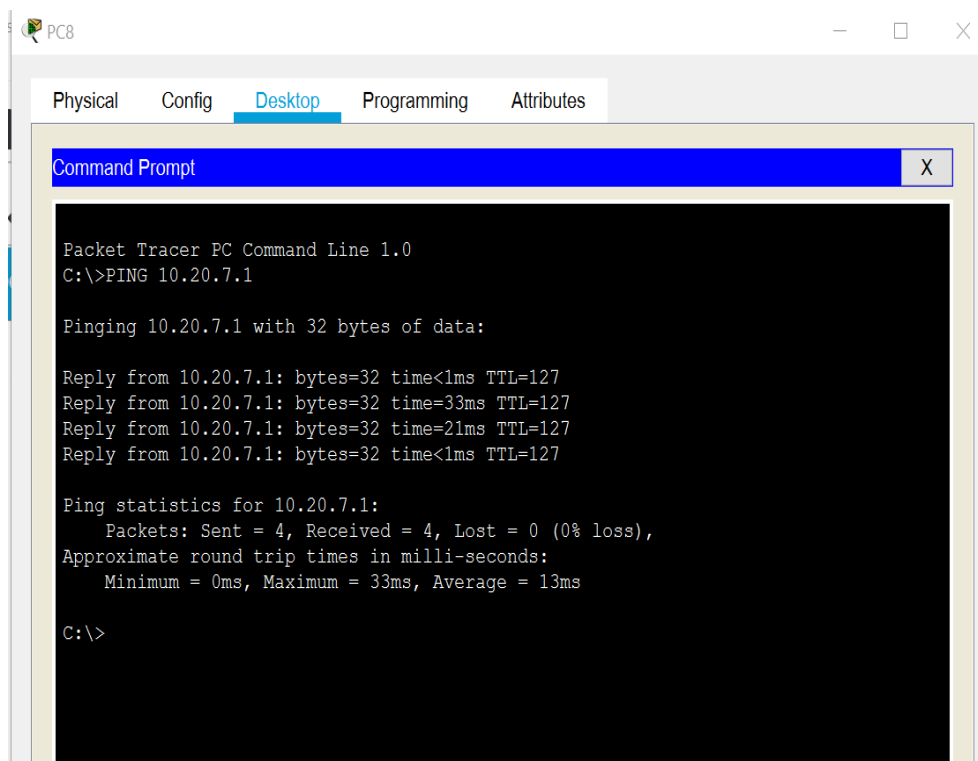 PC8
Physical Config Desktop Programming Attributes
Command Prompt X
Packet Tracer PC Command Line 1.0
C:\>PING 10.20.7.1
Pinging 10.20.7.1 with 32 bytes of data:
Reply from 10.20.7.1: bytes=32 time<1ms TTL=127
Reply from 10.20.7.1: bytes=32 time=33ms TTL=127
Reply from 10.20.7.1: bytes=32 time=21ms TTL=127
Reply from 10.20.7.1: bytes=32 time<1ms TTL=127
Ping statistics for 10.20.7.1:
    Packets: Sent = 4, Received = 4, Lost = 0 (0% loss),
Approximate round trip times in milli-seconds:
    Minimum = 0ms, Maximum = 33ms, Average = 13ms
C:\>